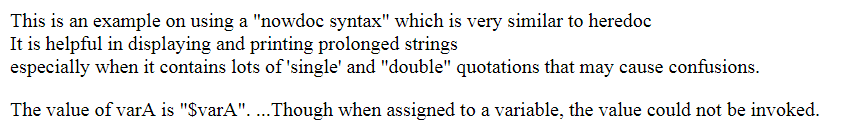 This is an example on using a "nowdoc syntax" which is very similar to heredoc
It is helpful in displaying and printing prolonged strings
especially when it contains lots of 'single' and "double" quotations that may cause confusions.
The value of varA is "$varA". ...Though when assigned to a variable, the value could not be invoked.